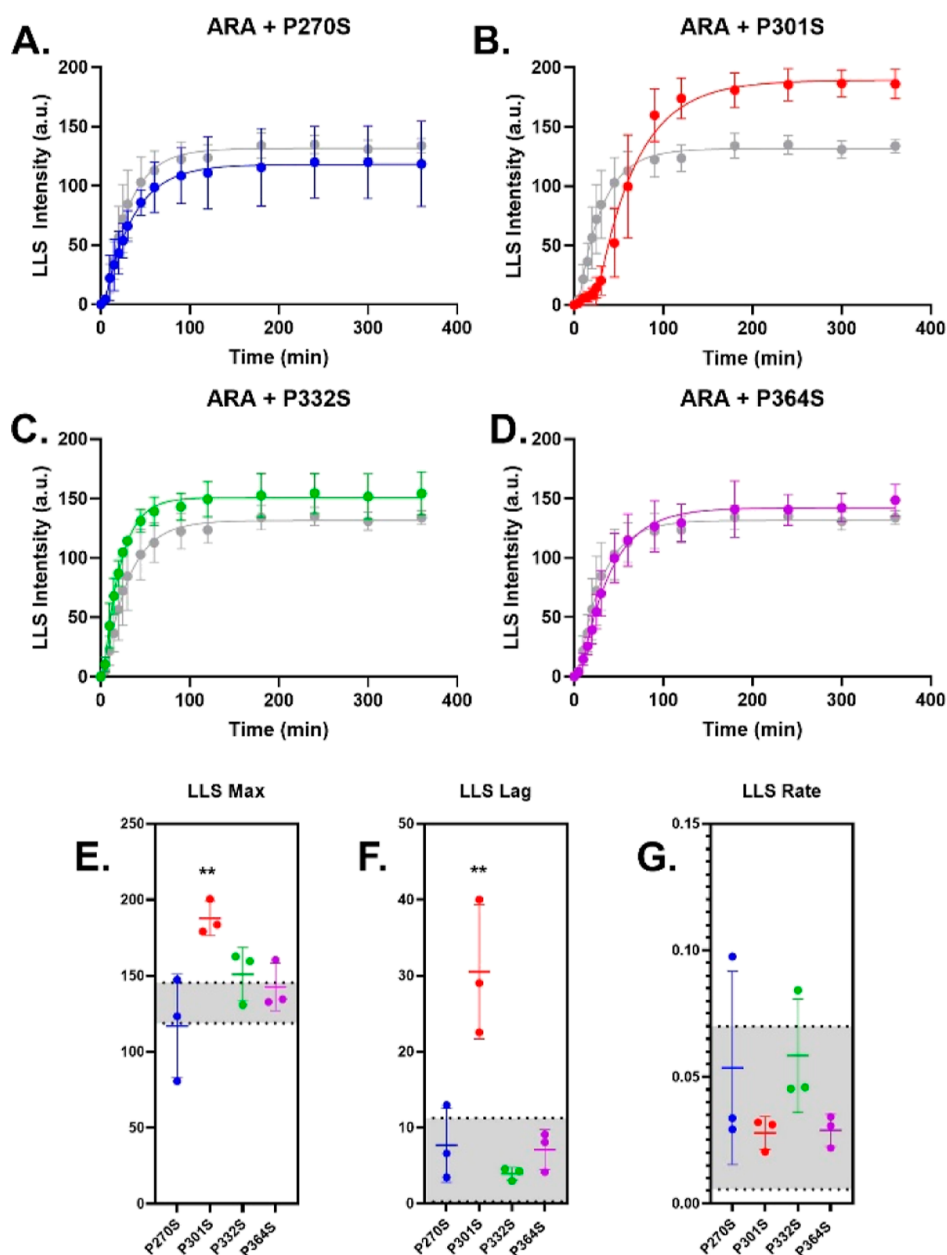 A.
ARA + P270S
LLS Intensity (a.u.)
200
150
100
50
0
0 100 200 300 400
Time (min)
B.
ARA + P301S
LLS Intentsity (a.u.)
200
150
100
50
0
0 100 200 300 400
Time (min)
C.
ARA + P332S
LLS Intentsity (a.u.)
200
150
100
50
0
0 100 200 300 400
Time (min)
D.
ARA + P364S
LLS Intentsity (a.u.)
200
150
100
50
0
0 100 200 300 400
Time (min)
E.
LLS Max
250
200
150
100
50
0
**
P270S P301S P332S P364S
F.
LLS Lag
50
40
30
20
10
0
**
P270S P301S P332S P364S
G.
LLS Rate
0.15
0.10
0.05
0.00
P270S P301S P332S P364S